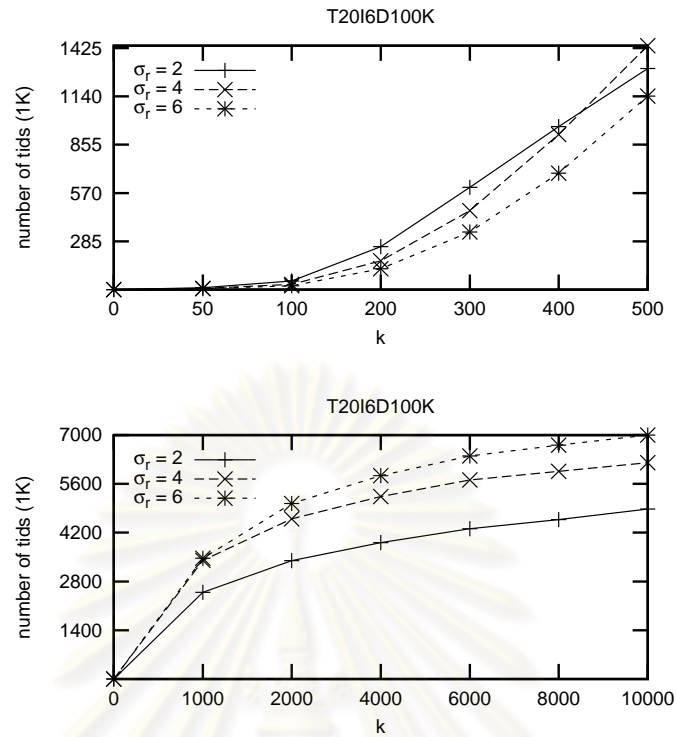 T20I6D100K
number of tids (1K)
1425
1140
855
570
285
σr = 2
σr = 4
σr = 6
0 50 100 200 300 400 500
k
T20I6D100K
number of tids (1K)
7000
5600
4200
2800
1400
σr = 2
σr = 4
σr = 6
0 1000 2000 4000 6000 8000 10000
k